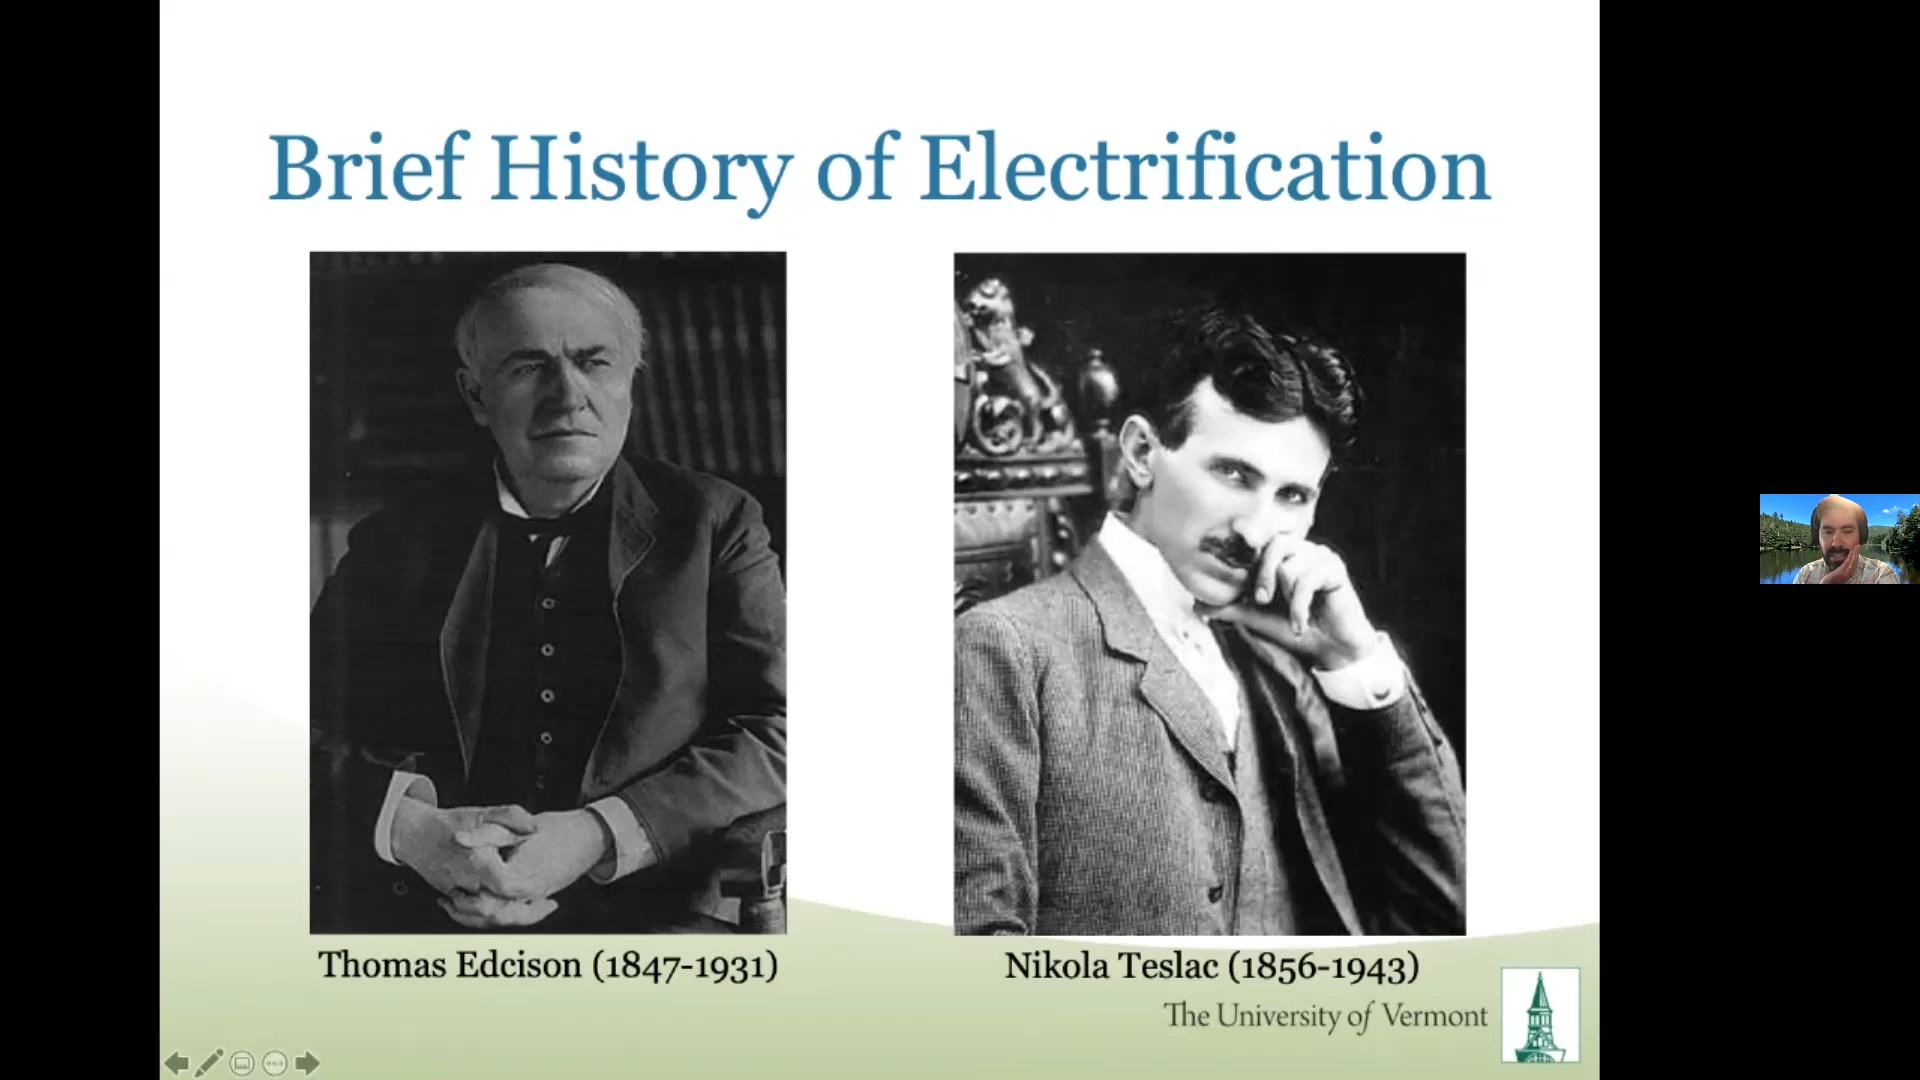 Brief History of Electrification
Thomas Edcison (1847-1931)
Nikola Teslac (1856-1943)
The University of Vermont